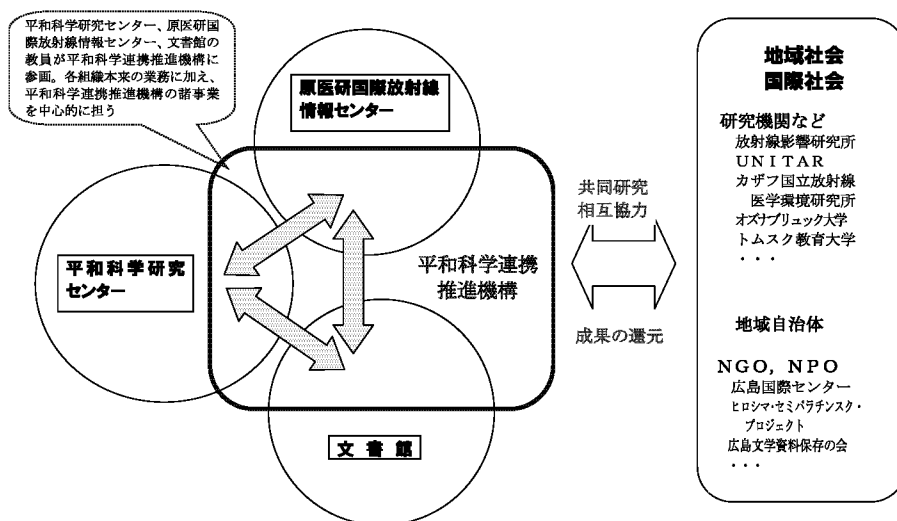 平和科学研究センター、原医研国
際放射線情報センター、文書館の
教員が平和科学連携推進機構に
参画。各組織本来の業務に加え、
平和科学連携推進機構の諸事業
を中心的に担う
原医研国際放射線
情報センター
平和科学研究
センター
平和科学連携
推進機構
文書館
共同研究
相互協力
成果の還元
地域社会
国際社会
研究機関など
放射線影響研究所
UNITAR
カザフ国立放射線
医学環境研究所
オズナブリュック大学
トムスク教育大学
・・・
地域自治体
NGO, NPO
広島国際センター
ヒロシマ・セミパラチンスク・
プロジェクト
広島文学資料保存の会
・・・